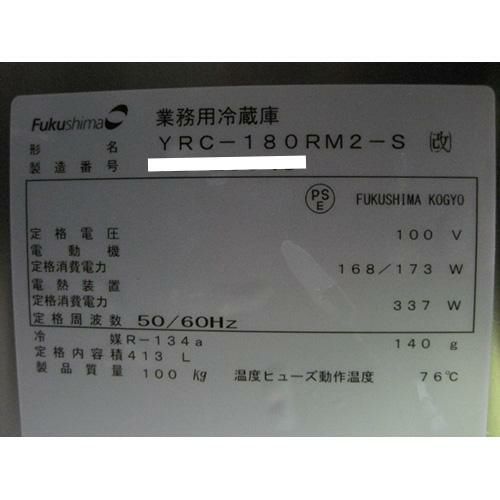 Fukushima 業務用冷蔵庫
形名 YRC-180RM2-S 改
製造番号
PSE FUKUSHIMA KOGYO
定格電圧 100 V
電動機
定格消費電力 168/173 W
電熱装置
定格消費電力 337 W
定格周波数 50/60Hz
冷媒 R-134a 140 g
定格内容積 413 L
製品質量 100 kg 温度ヒューズ動作温度 76℃